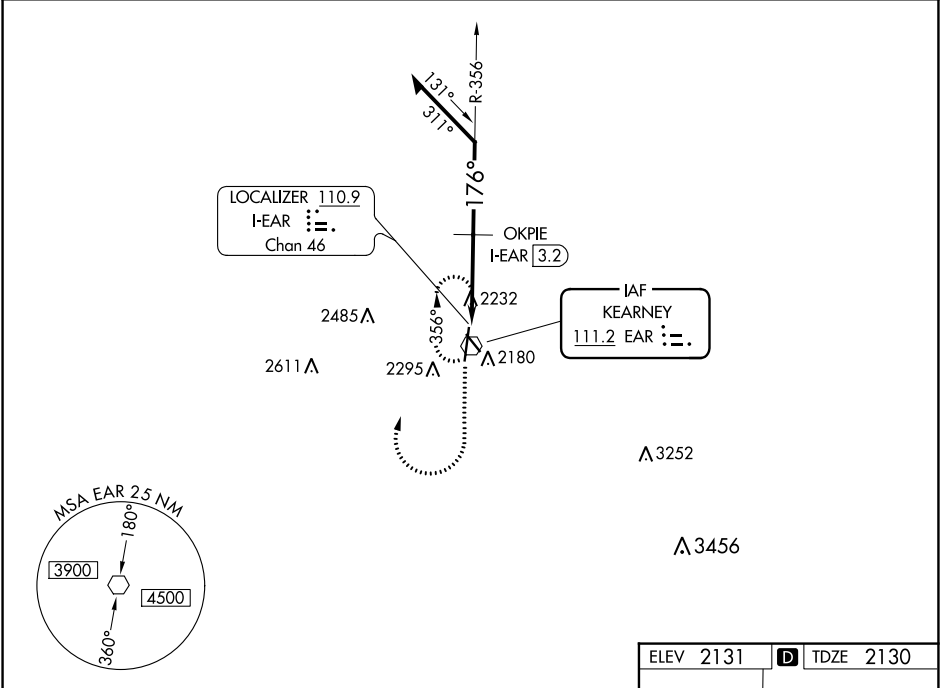 R-356
131°
311°
176°
LOCALIZER 110.9
I-EAR
Chan 46
OKPIE
I-EAR 3.2
IAF
KEARNEY
111.2 EAR
2232
2485
356°
2611
2295
2180
3252
3456
MSA EAR 25 NM
180°
3900
4500
360°
ELEV 2131 D TDZE 2130